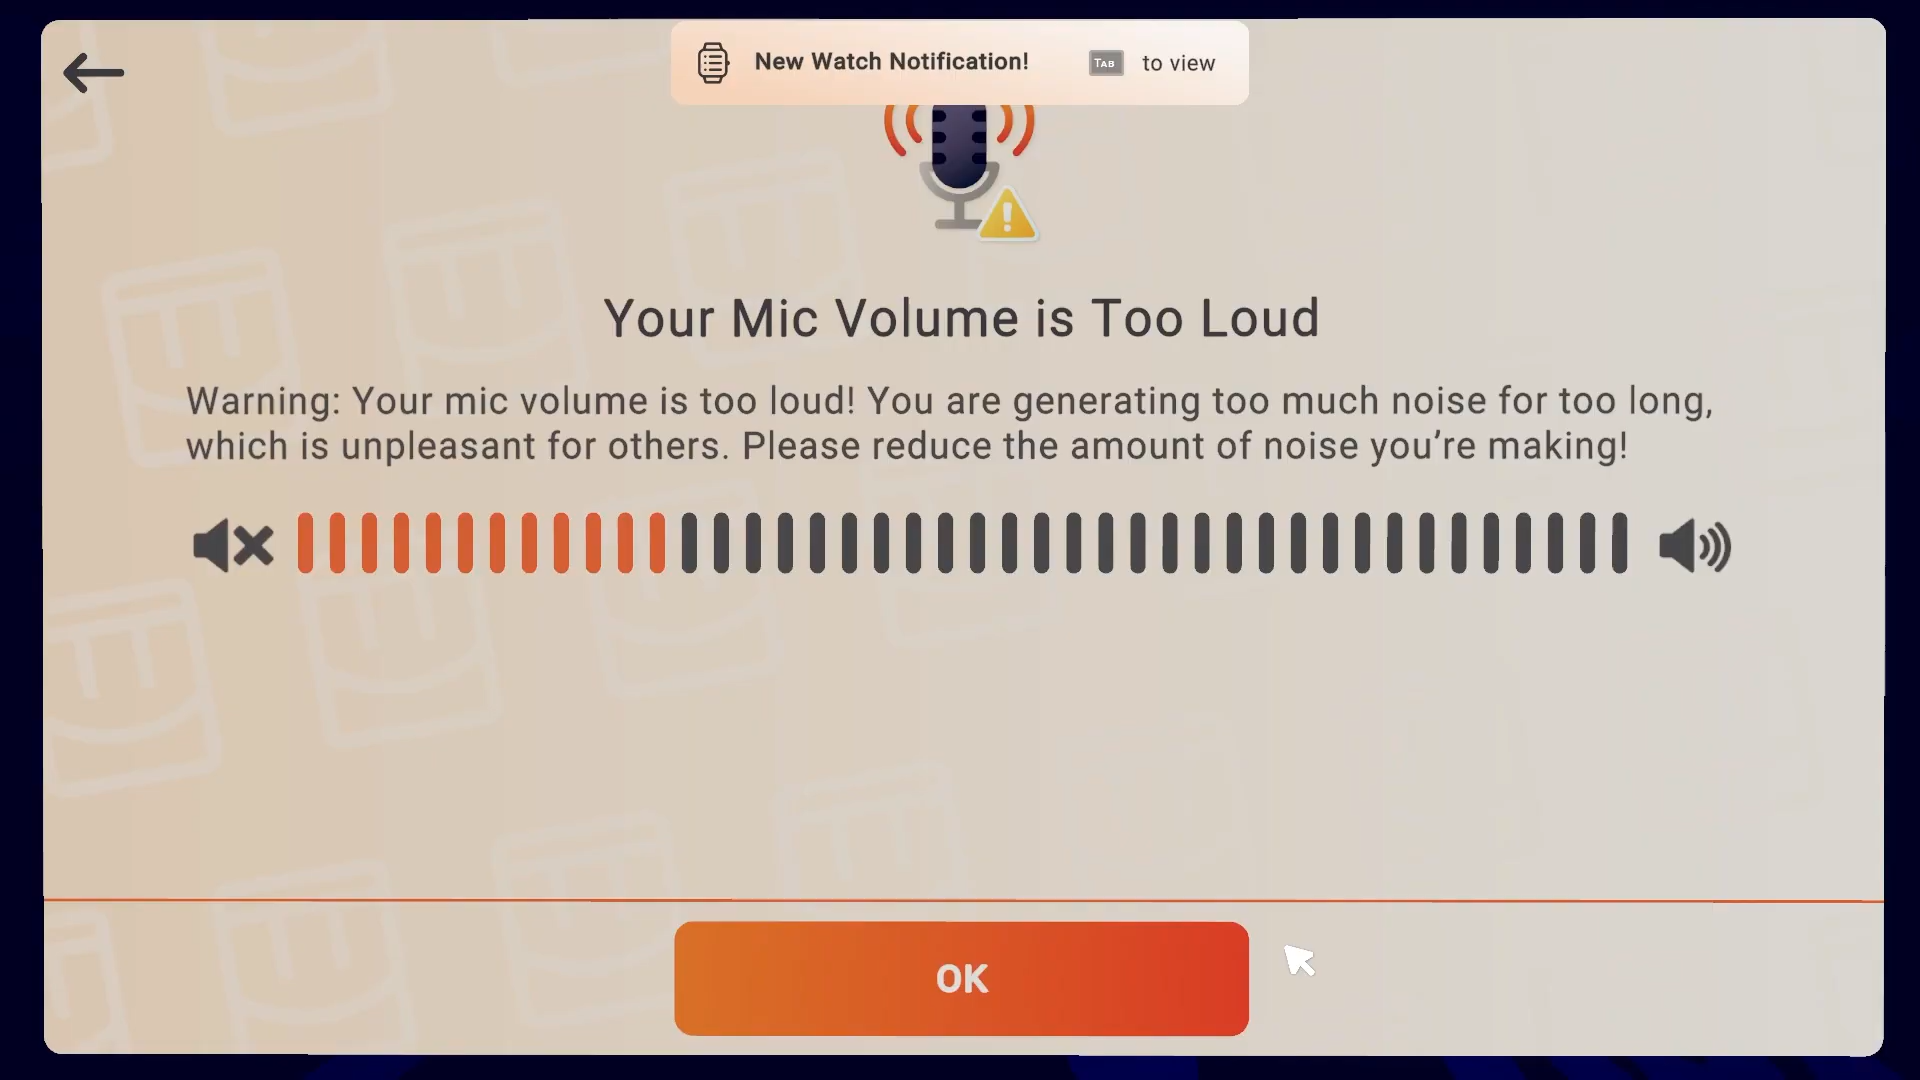 New Watch Notification!
TAB to view
Your Mic Volume is Too Loud
Warning: Your mic volume is too loud! You are generating too much noise for too long,
which is unpleasant for others. Please reduce the amount of noise you’re making!
OK